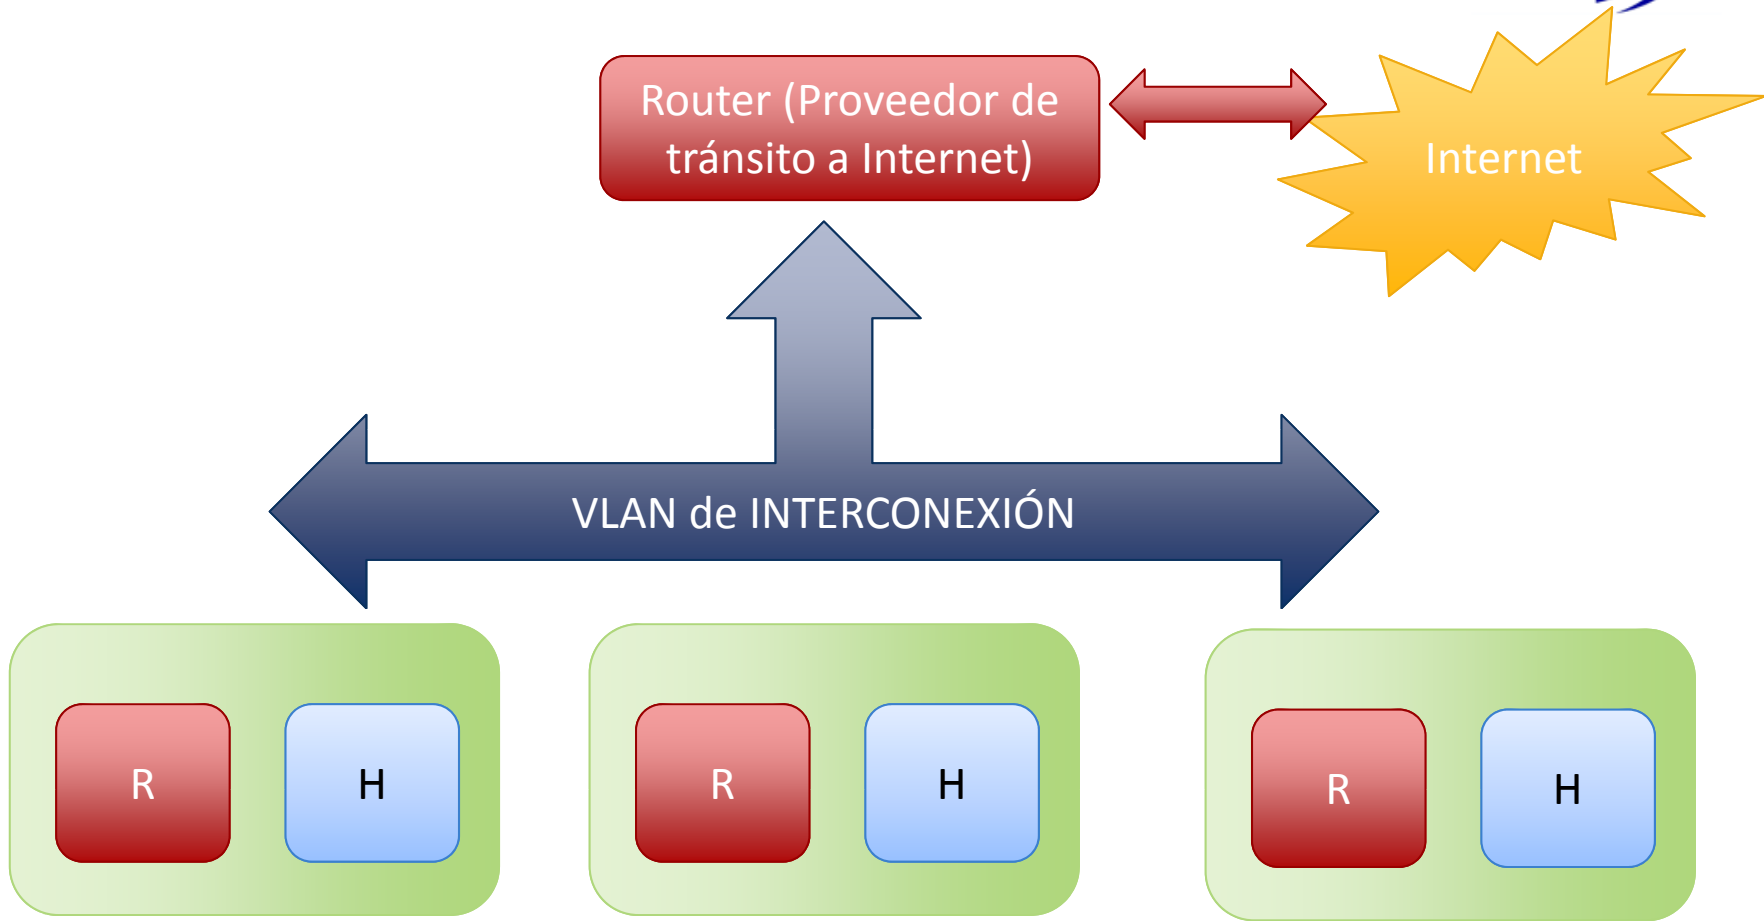 Router (Proveedor de
tránsito a Internet)
Internet
VLAN de INTERCONEXIÓN
R
H
R
H
R
H